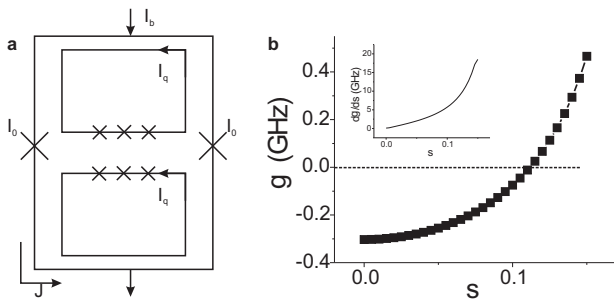 a
I_b
I_q
I_0
I_0
I_q
J
b
g (GHz)
0.4
0.2
0.0
-0.2
-0.4
0.0
0.1
s
dg/ds (GHz)
20
15
10
5
0
0.0
0.1
s